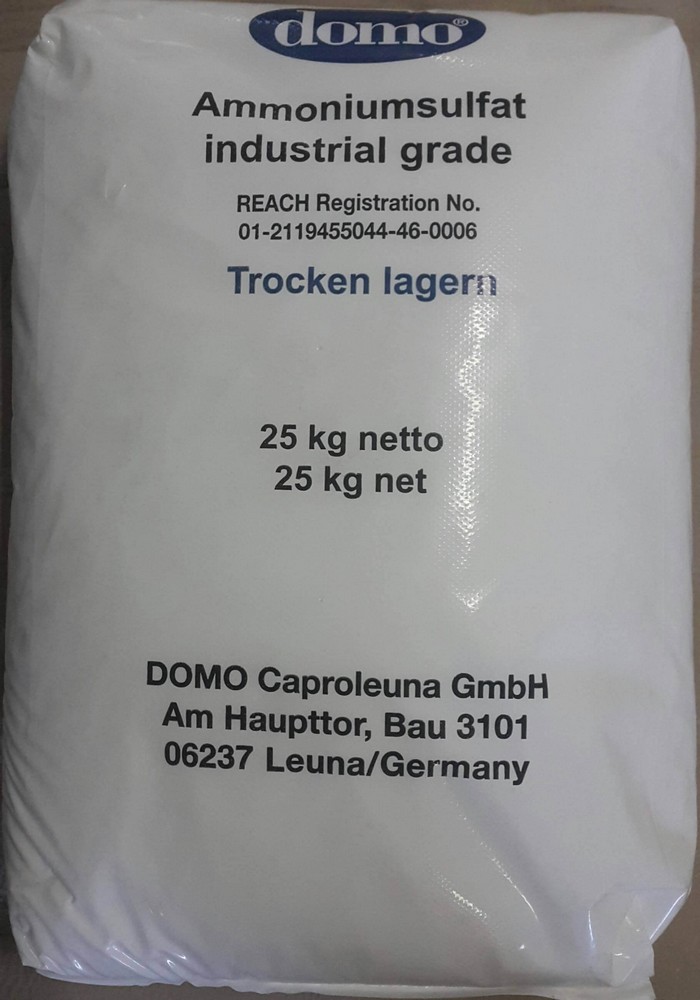 domo®
Ammoniumsulfat
industrial grade
REACH Registration No.
01-2119455044-46-0006
Trocken lagern
25 kg netto
25 kg net
DOMO Caproleuna GmbH
Am Haupttor, Bau 3101
06237 Leuna/Germany